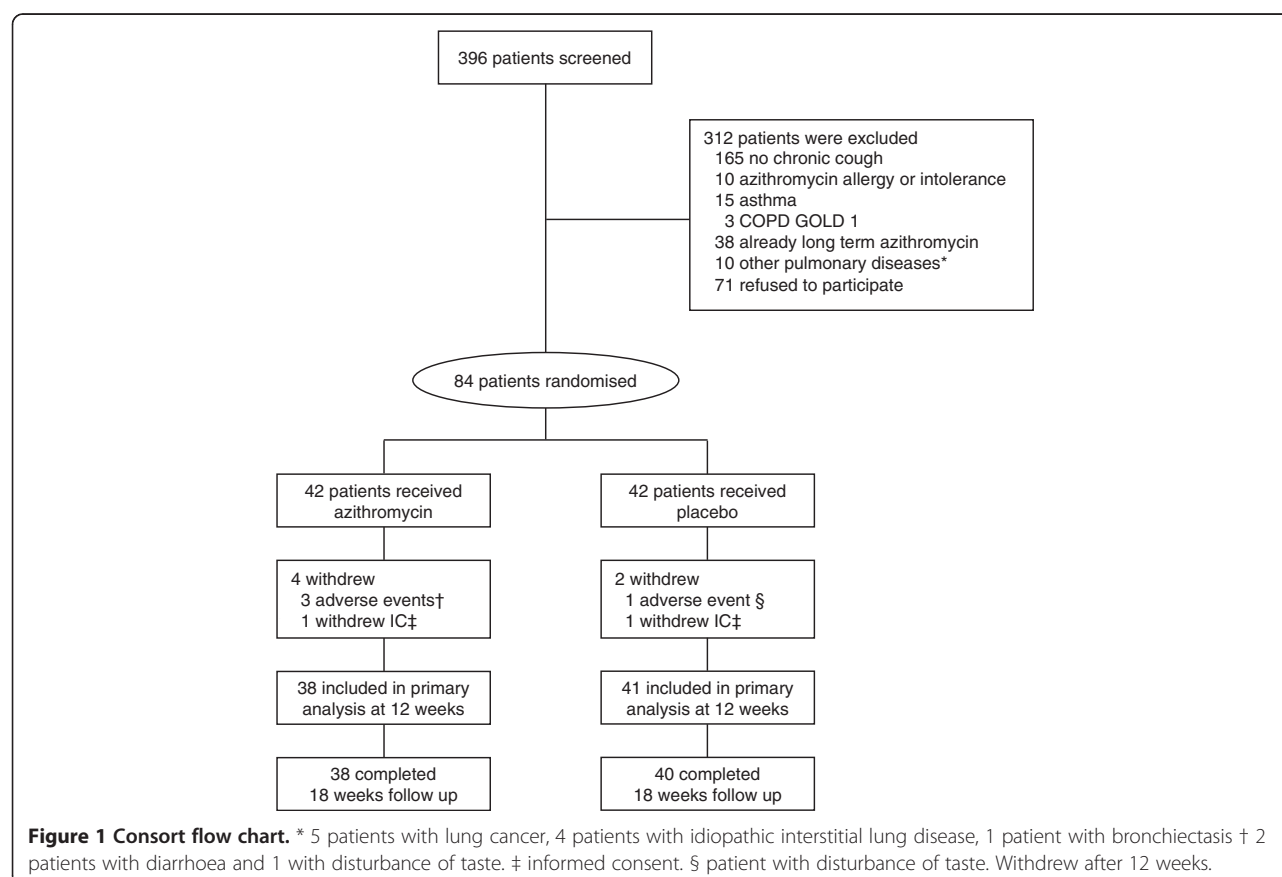 396 patients screened
312 patients were excluded
165 no chronic cough
10 azithromycin allergy or intolerance
15 asthma
3 COPD GOLD 1
38 already long term azithromycin
10 other pulmonary diseases*
71 refused to participate
84 patients randomised
42 patients received
azithromycin
42 patients received
placebo
4 withdrew
3 adverse events†
1 withdrew IC‡
2 withdrew
1 adverse event §
1 withdrew IC‡
38 included in primary
analysis at 12 weeks
41 included in primary
analysis at 12 weeks
38 completed
18 weeks follow up
40 completed
18 weeks follow up
Figure 1 Consort flow chart. * 5 patients with lung cancer, 4 patients with idiopathic interstitial lung disease, 1 patient with bronchiectasis † 2
patients with diarrhoea and 1 with disturbance of taste. ‡ informed consent. § patient with disturbance of taste. Withdrew after 12 weeks.